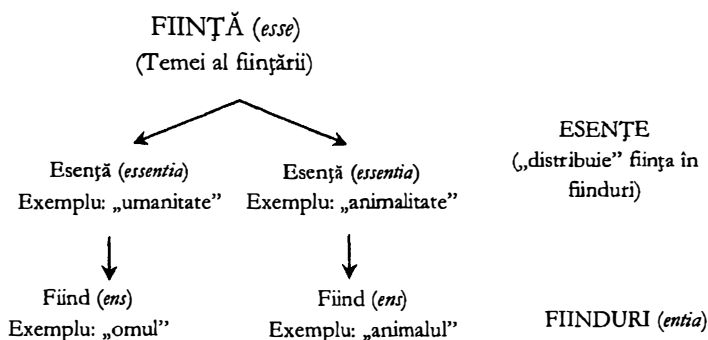 FIINŢĂ (esse)
(Temei al fiinţării)
ESENŢE
(„distribuie” fiinţa în
fiinduri)
Esenţă (essentia)
Exemplu: „umanitate”
Esenţă (essentia)
Exemplu: „animalitate”
Fiind (ens)
Exemplu: „omul”
Fiind (ens)
Exemplu: „animalul”
FIINDURI (entia)